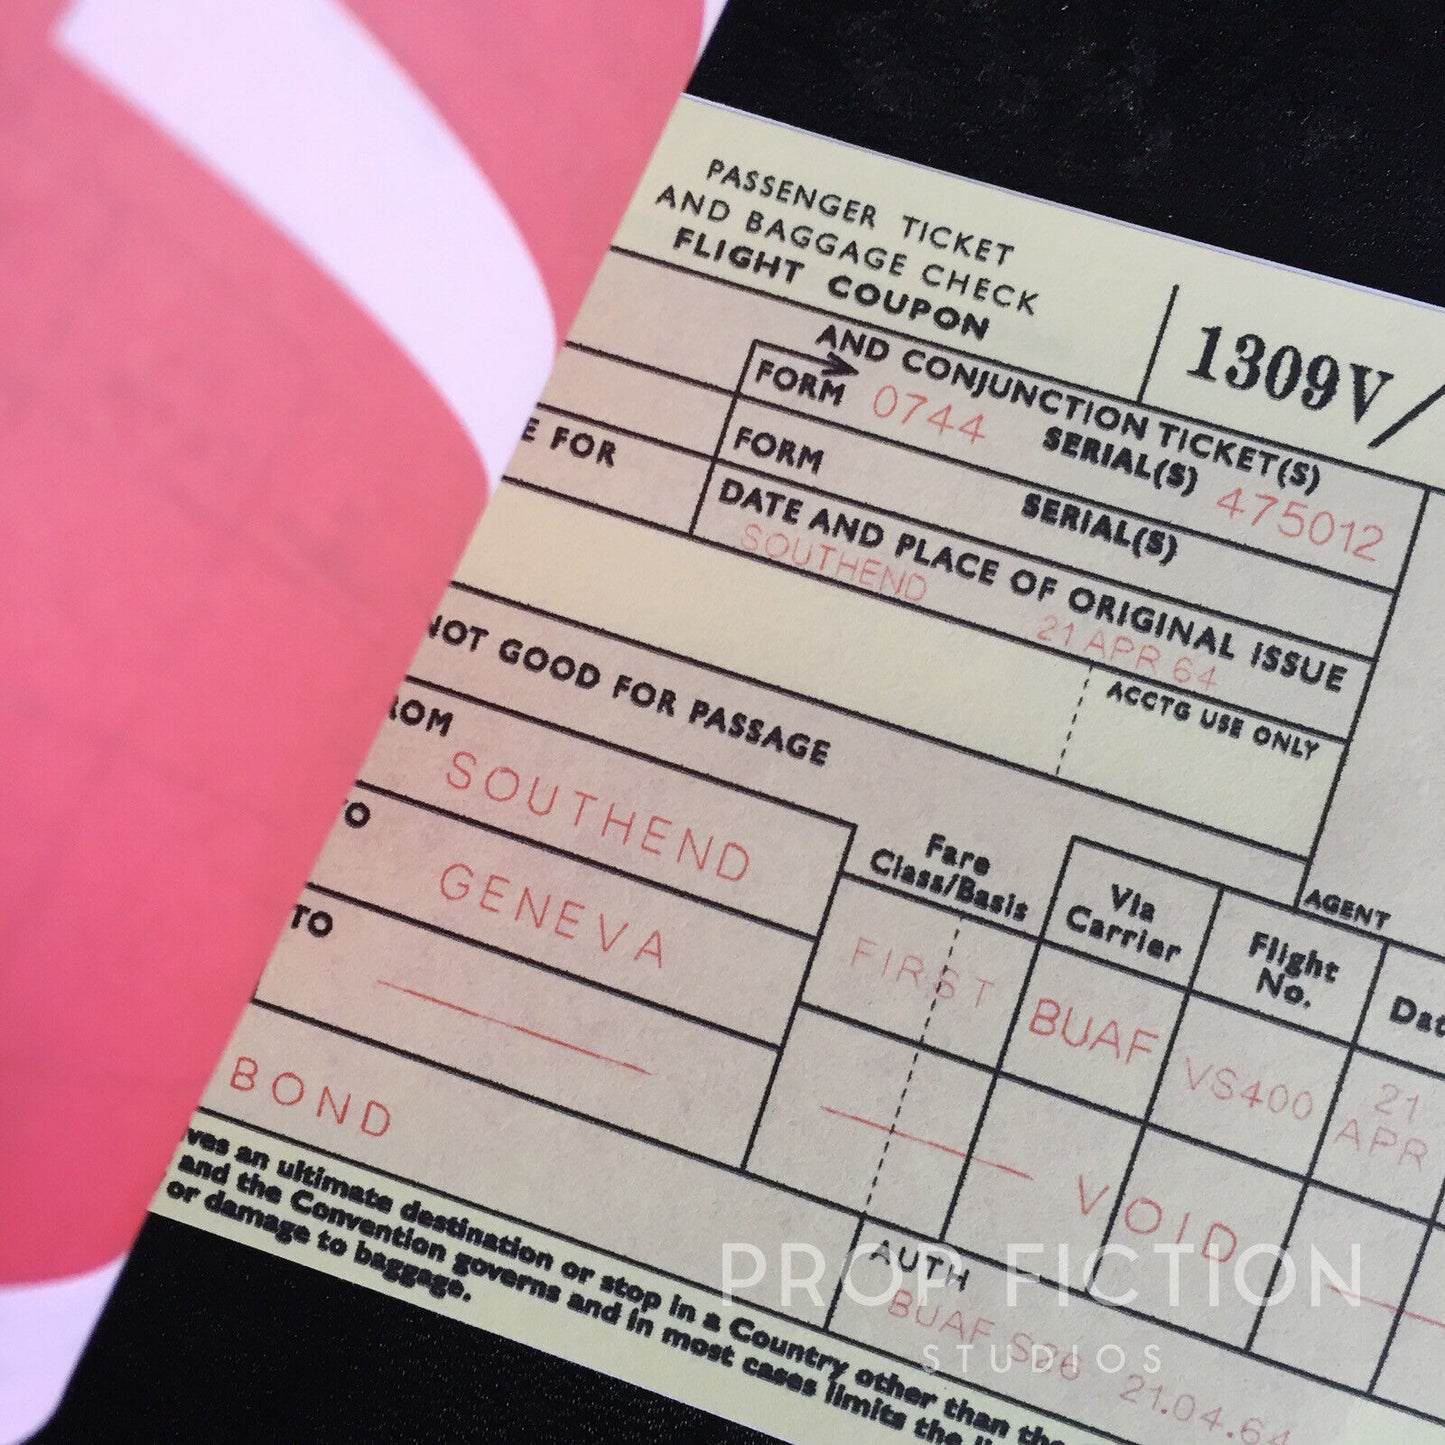 PASSENGER TICKET
AND BAGGAGE CHECK
FLIGHT COUPON
1309V/
AND CONJUNCTION TICKET(S)
FORM 0744 SERIAL(S) 475012
E FOR
FORM SERIAL(S)
DATE AND PLACE OF ORIGINAL ISSUE
SOUTHEND 21 APR 64
ACCTG USE ONLY
NOT GOOD FOR PASSAGE
AGENT
ROM SOUTHEND
Fare
Class/Basis
Via
Carrier
Flight
No.
Dat
TO GENEVA
FIRST BUAF VS400 21
APR
TO
VOID
BOND
AUTH
BUAF S26 21.04.64
ves an ultimate destination or stop in a Country other than the
and the Convention governs and in most cases limits the li
or damage to baggage.
PROP FICTION
STUDIOS